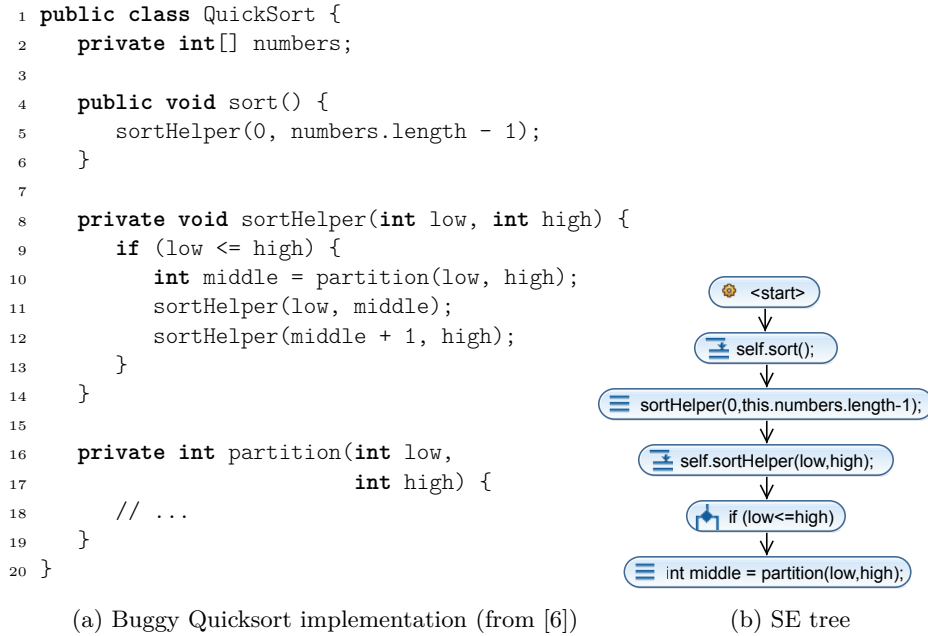 1 public class QuickSort {
2 private int[] numbers;
3
4 public void sort() {
5 sortHelper(0, numbers.length - 1);
6 }
7
8 private void sortHelper(int low, int high) {
9 if (low <= high) {
10 int middle = partition(low, high);
11 sortHelper(low, middle);
12 sortHelper(middle + 1, high);
13 }
14 }
15
16 private int partition(int low,
17 int high) {
18 // ...
19 }
20 }
(a) Buggy Quicksort implementation (from [6])
<start>
self.sort();
sortHelper(0,this.numbers.length-1);
self.sortHelper(low,high);
if (low<=high)
int middle = partition(low,high);
(b) SE tree